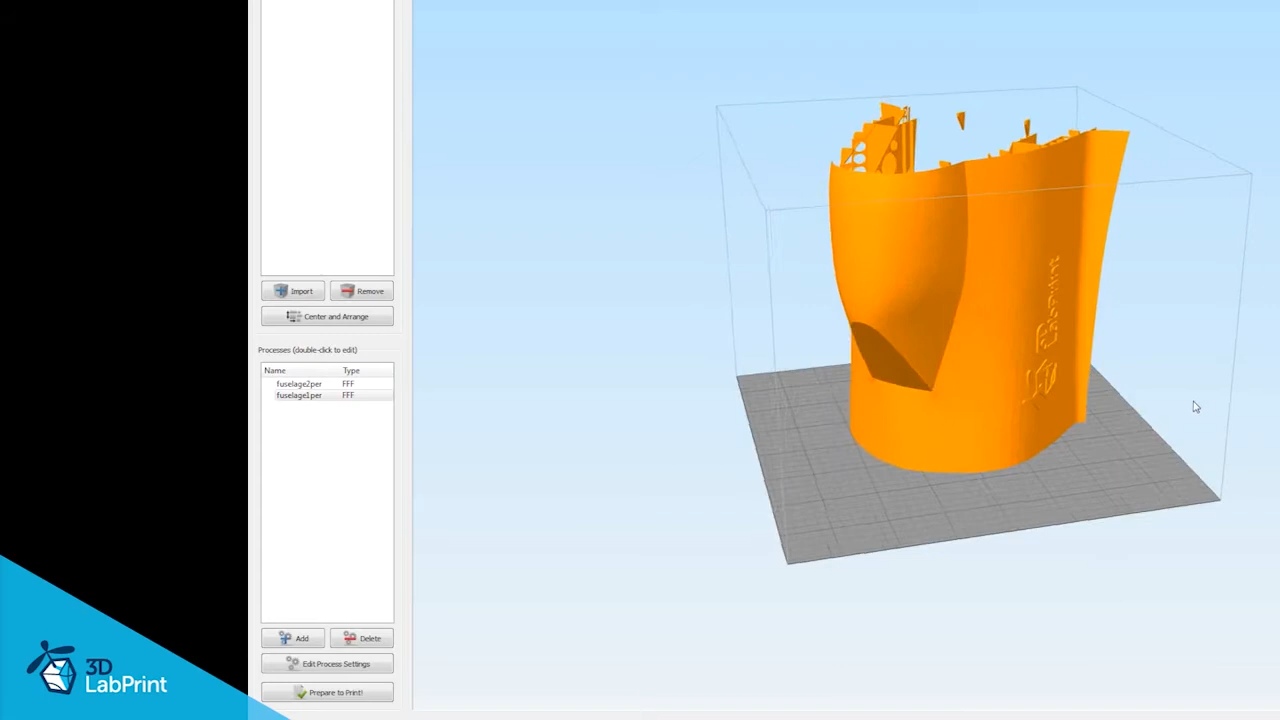 Import
Remove
Center and Arrange
Processes (double-click to edit)
Name Type
fuselage2per FFF
fuselage1per FFF
Add
Delete
Edit Process Settings
Prepare to Print!
3D
LabPrint
LabPrint